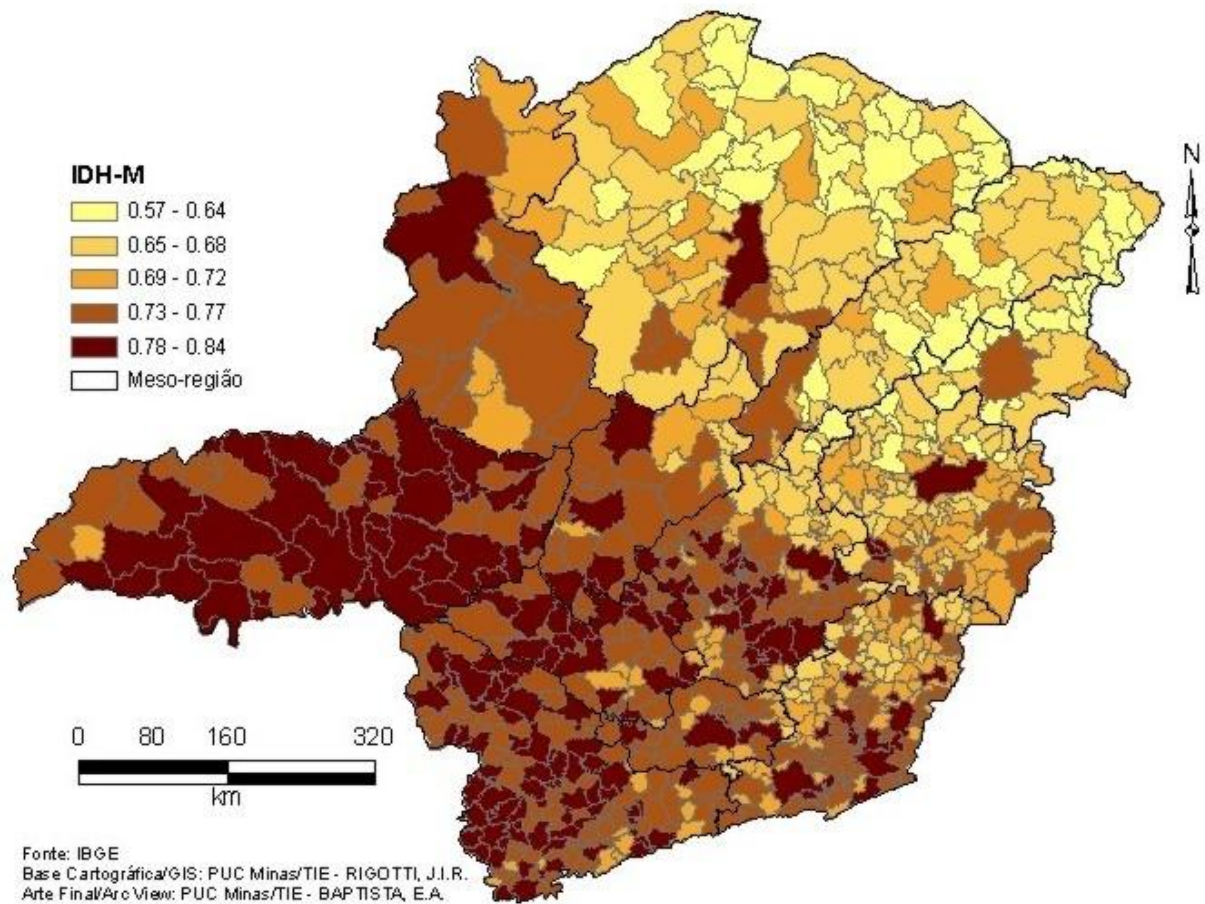 N
IDH-M
0.57 - 0.64
0.65 - 0.68
0.69 - 0.72
0.73 - 0.77
0.78 - 0.84
Meso-região
0 80 160 320
km
Fonte: IBGE
Base Cartográfica/GIS: PUC Minas/TIE - RIGOTTI, J.I.R.
Arte Final/Arc View: PUC Minas/TIE - BAPTISTA, E.A.